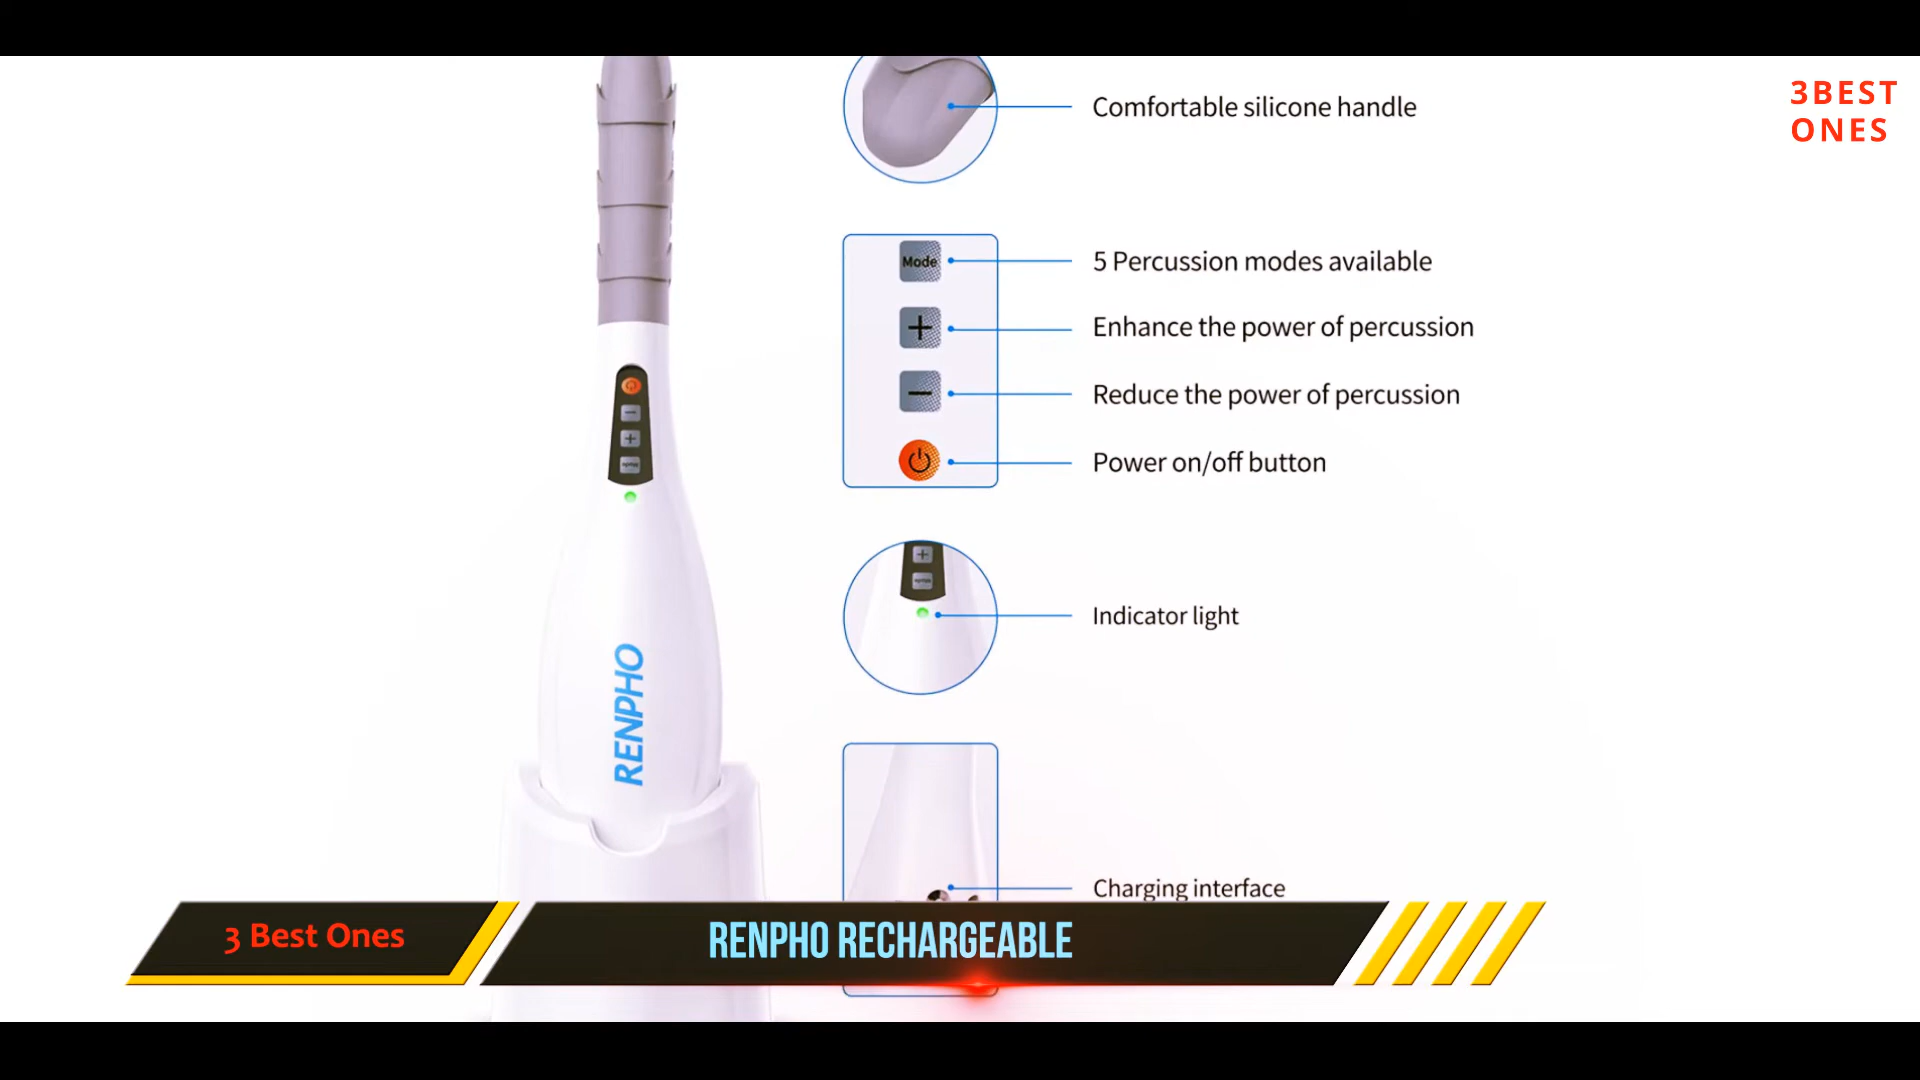 3BEST
ONES
Comfortable silicone handle
Mode
5 Percussion modes available
Enhance the power of percussion
Reduce the power of percussion
Power on/off button
Indicator light
RENPHO
Charging interface
3 Best Ones
RENPHO RECHARGEABLE